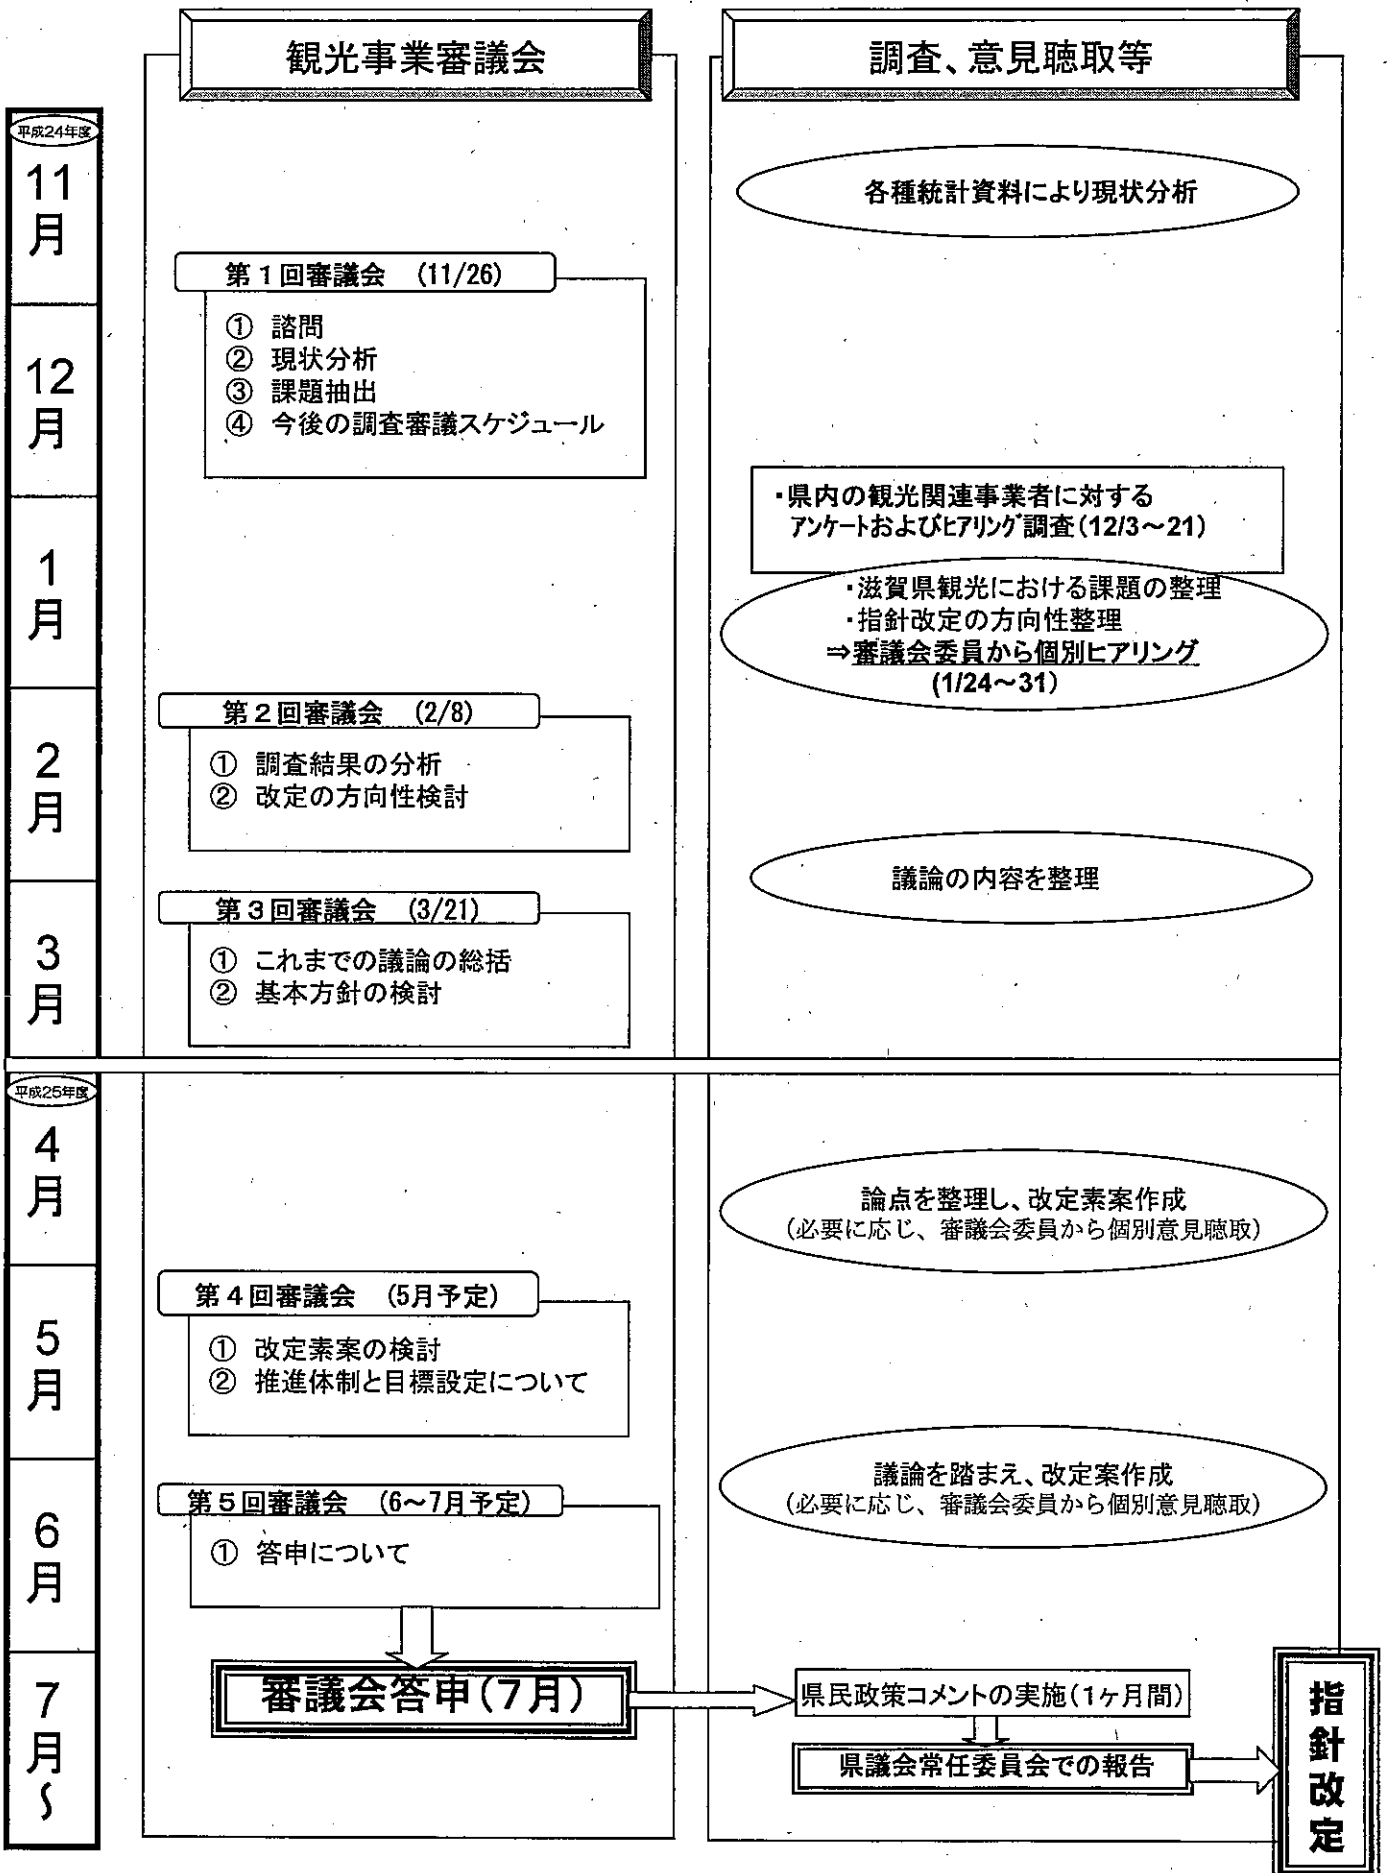 観光事業審議会
調査、意見聴取等
平成24年度
11月
各種統計資料により現状分析
第1回審議会 (11/26)
① 諮問
② 現状分析
③ 課題抽出
④ 今後の調査審議スケジュール
12月
・県内の観光関連事業者に対する
アンケートおよびヒアリング調査(12/3～21)
1月
・滋賀県観光における課題の整理
・指針改定の方向性整理
⇒審議会委員から個別ヒアリング
(1/24～31)
第2回審議会 (2/8)
① 調査結果の分析
② 改定の方向性検討
2月
議論の内容を整理
第3回審議会 (3/21)
① これまでの議論の総括
② 基本方針の検討
3月
平成25年度
4月
論点を整理し、改定素案作成
(必要に応じ、審議会委員から個別意見聴取)
第4回審議会 (5月予定)
① 改定素案の検討
② 推進体制と目標設定について
5月
議論を踏まえ、改定案作成
(必要に応じ、審議会委員から個別意見聴取)
第5回審議会 (6～7月予定)
① 答申について
6月
審議会答申(7月)
県民政策コメントの実施(1ヶ月間)
県議会常任委員会での報告
指針改定
7月～